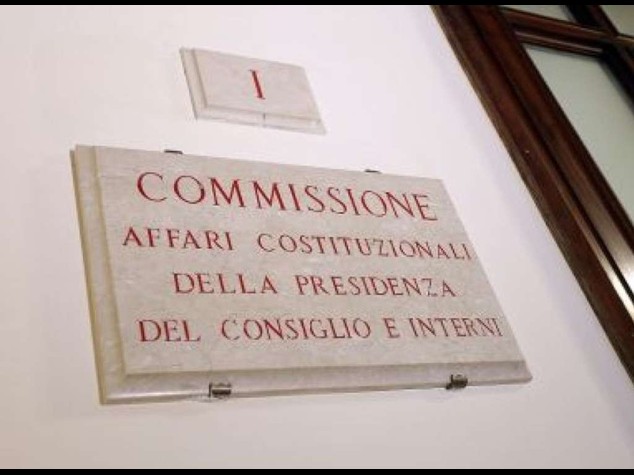 I
COMMISSIONE
AFFARI COSTITUZIONALI
DELLA PRESIDENZA
DEL CONSIGLIO E INTERNI